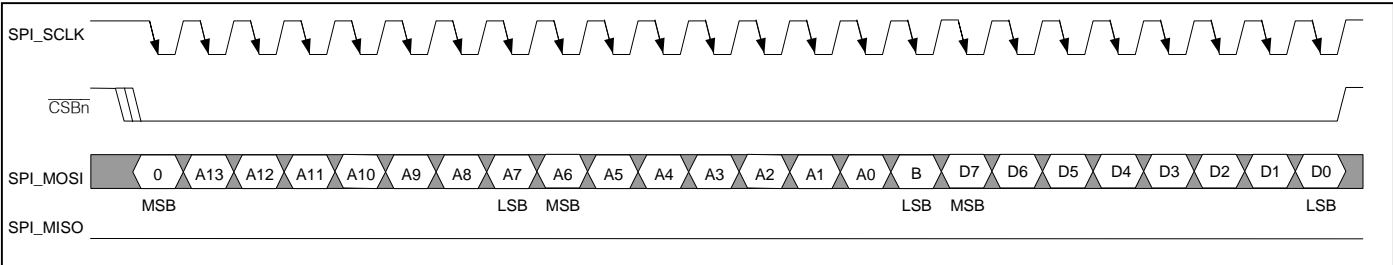 SPI_SCLK
CSBn
SPI_MOSI 0 A13 A12 A11 A10 A9 A8 A7 A6 A5 A4 A3 A2 A1 A0 B D7 D6 D5 D4 D3 D2 D1 D0
MSB LSB MSB LSB MSB LSB
SPI_MISO